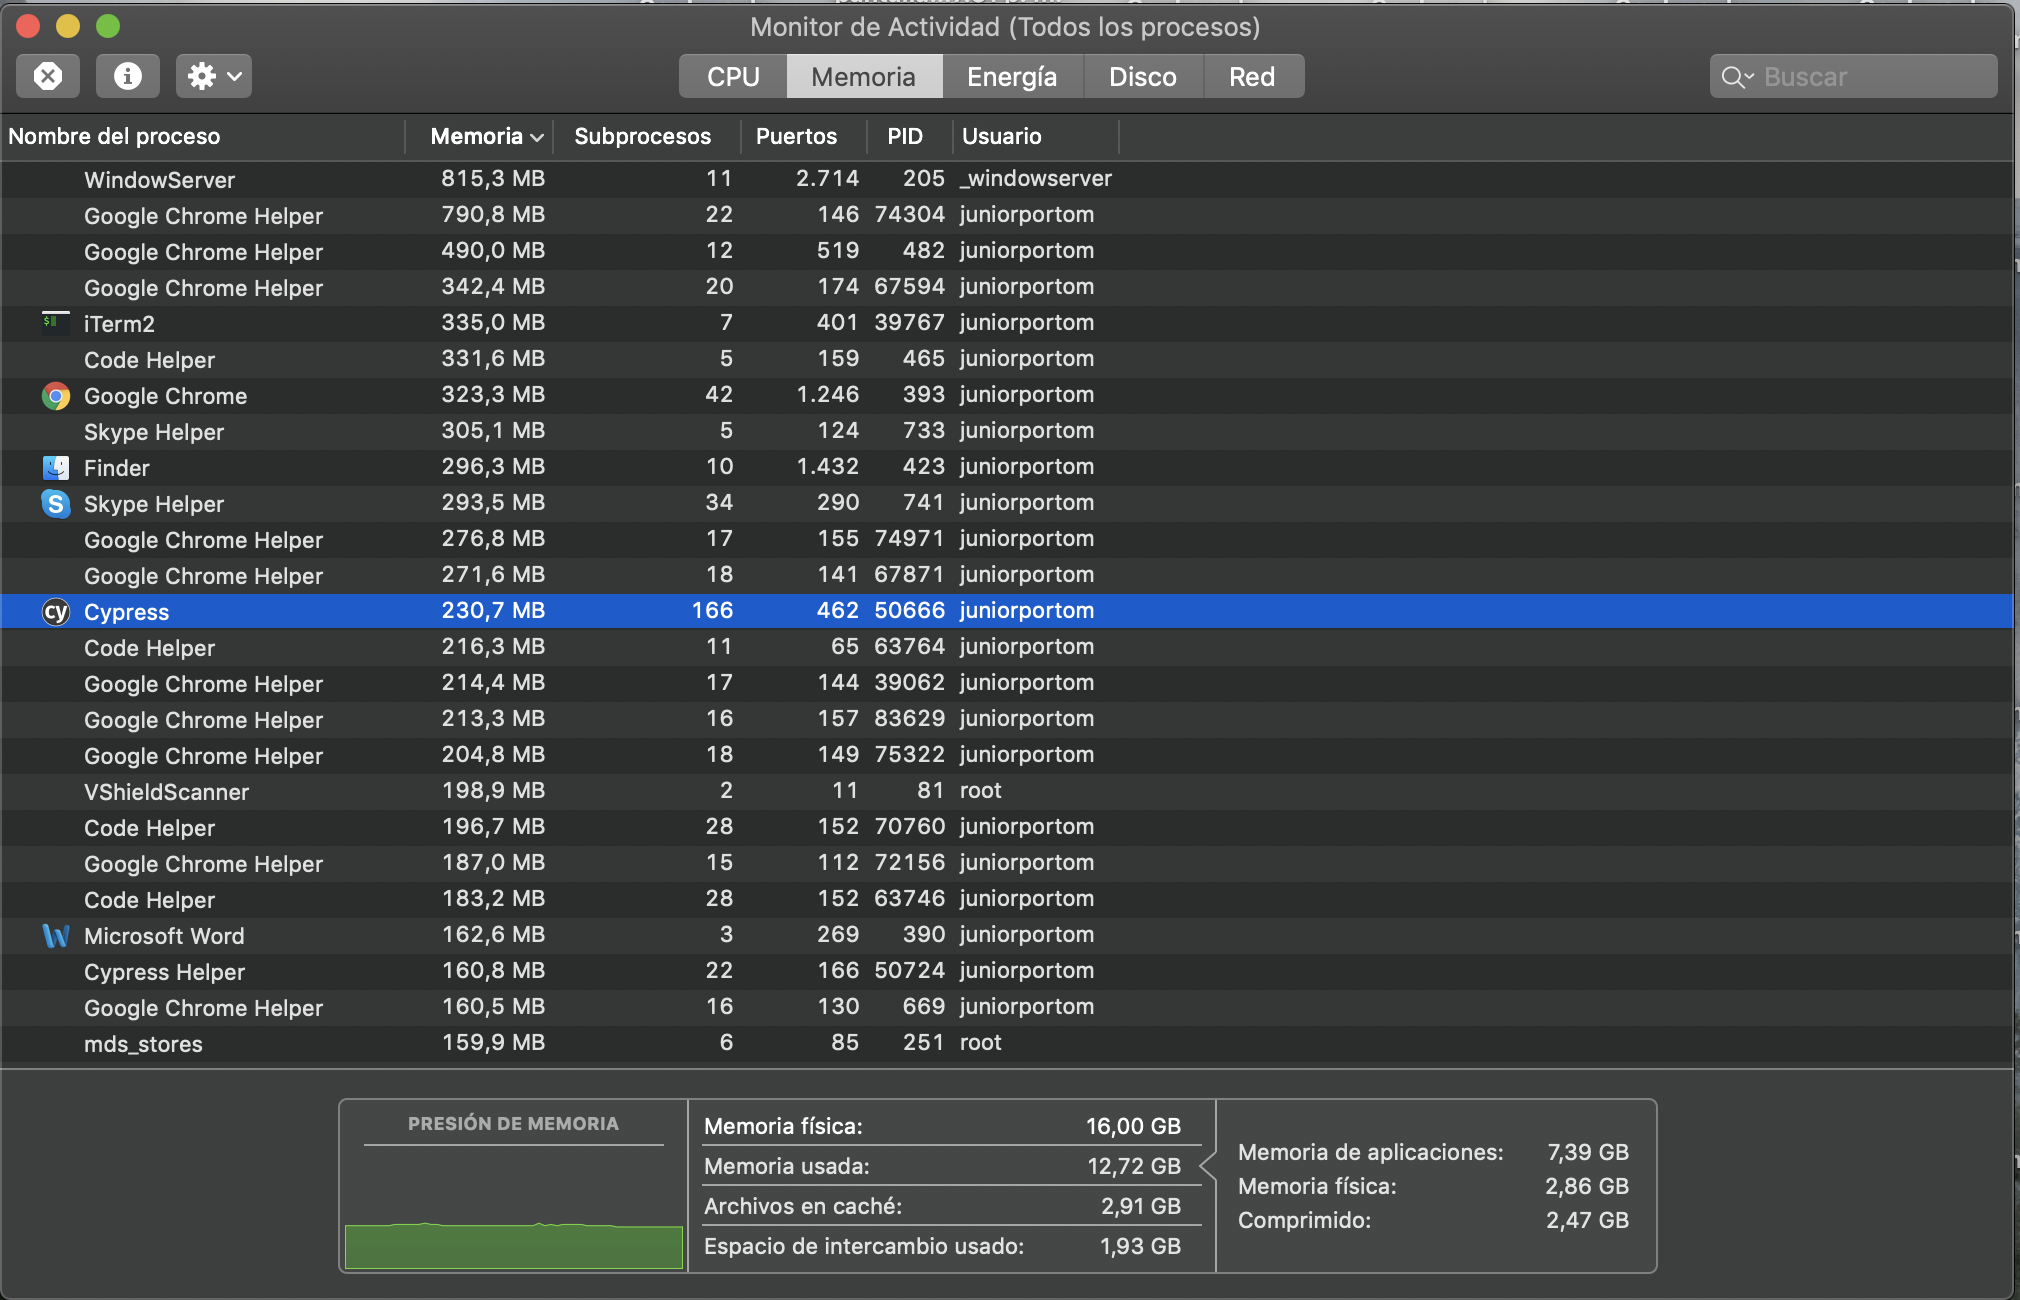 Monitor de Actividad (Todos los procesos)
CPU Memoria Energía Disco Red Buscar
Nombre del proceso Memoria Subprocesos Puertos PID Usuario
WindowServer 815,3 MB 11 2.714 205 _windowserver
Google Chrome Helper 790,8 MB 22 146 74304 juniorportom
Google Chrome Helper 490,0 MB 12 519 482 juniorportom
Google Chrome Helper 342,4 MB 20 174 67594 juniorportom
$ iTerm2 335,0 MB 7 401 39767 juniorportom
Code Helper 331,6 MB 5 159 465 juniorportom
Google Chrome 323,3 MB 42 1.246 393 juniorportom
Skype Helper 305,1 MB 5 124 733 juniorportom
Finder 296,3 MB 10 1.432 423 juniorportom
S Skype Helper 293,5 MB 34 290 741 juniorportom
Google Chrome Helper 276,8 MB 17 155 74971 juniorportom
Google Chrome Helper 271,6 MB 18 141 67871 juniorportom
cy Cypress 230,7 MB 166 462 50666 juniorportom
Code Helper 216,3 MB 11 65 63764 juniorportom
Google Chrome Helper 214,4 MB 17 144 39062 juniorportom
Google Chrome Helper 213,3 MB 16 157 83629 juniorportom
Google Chrome Helper 204,8 MB 18 149 75322 juniorportom
VShieldScanner 198,9 MB 2 11 81 root
Code Helper 196,7 MB 28 152 70760 juniorportom
Google Chrome Helper 187,0 MB 15 112 72156 juniorportom
Code Helper 183,2 MB 28 152 63746 juniorportom
W Microsoft Word 162,6 MB 3 269 390 juniorportom
Cypress Helper 160,8 MB 22 166 50724 juniorportom
Google Chrome Helper 160,5 MB 16 130 669 juniorportom
mds_stores 159,9 MB 6 85 251 root
PRESIÓN DE MEMORIA
Memoria física: 16,00 GB
Memoria usada: 12,72 GB
Archivos en caché: 2,91 GB
Espacio de intercambio usado: 1,93 GB
Memoria de aplicaciones: 7,39 GB
Memoria física: 2,86 GB
Comprimido: 2,47 GB